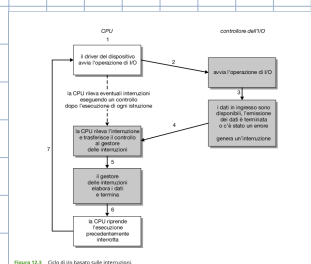 CPU
controllore dell'I/O
1
il driver del dispositivo
avvia l'operazione di I/O
2
avvia l'operazione di I/O
la CPU rileva eventuali interruzioni
eseguendo un controllo
dopo l'esecuzione di ogni istruzione
3
i dati in ingresso sono
disponibili, l'emissione
dei dati è terminata
o c'è stato un errore
genera un'interruzione
4
la CPU rileva l'interruzione
e trasferisce il controllo
al gestore
delle interruzioni
7
5
il gestore
delle interruzioni
elabora i dati
e termina
6
la CPU riprende
l'esecuzione
precedentemente
interrotta
Figura 12.3 Ciclo di I/O basato sulle interruzioni.